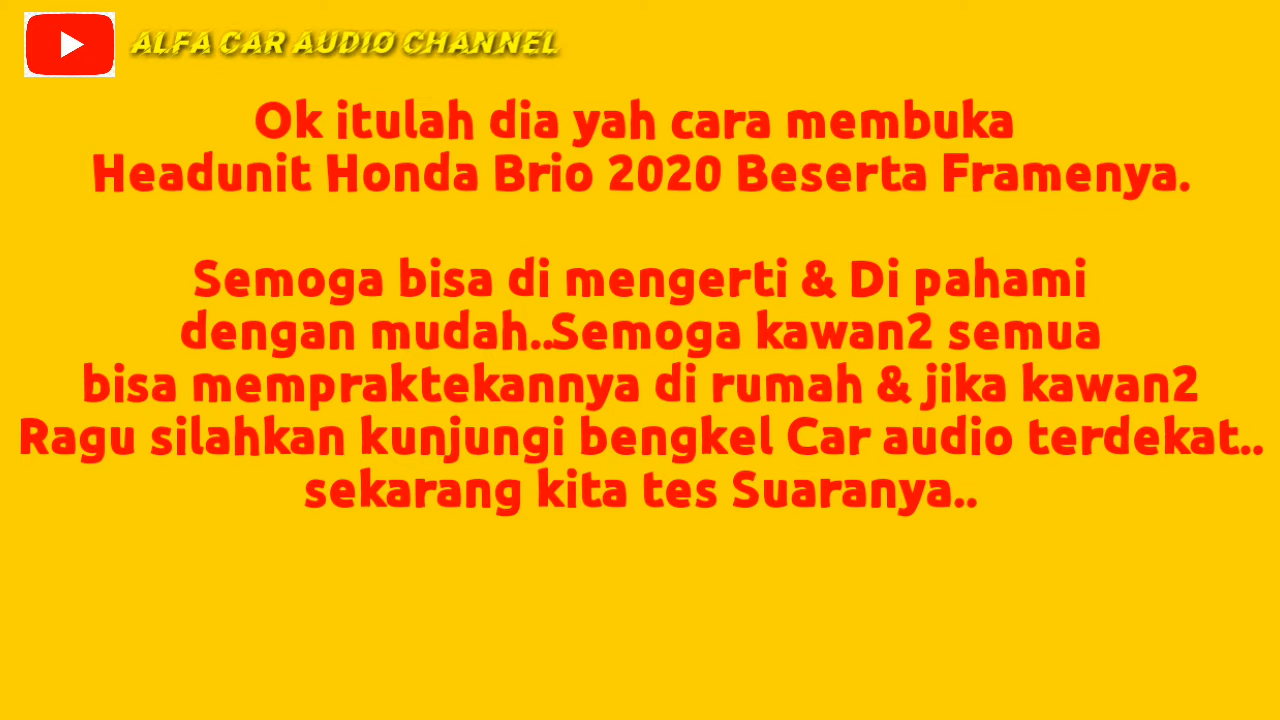 ALFA CAR AUDIO CHANNEL
Ok itulah dia yah cara membuka
Headunit Honda Brio 2020 Beserta Framenya.
Semoga bisa di mengerti & Di pahami
dengan mudah..Semoga kawan2 semua
bisa mempraktekannya di rumah & jika kawan2
Ragu silahkan kunjungi bengkel Car audio terdekat..
sekarang kita tes Suaranya..